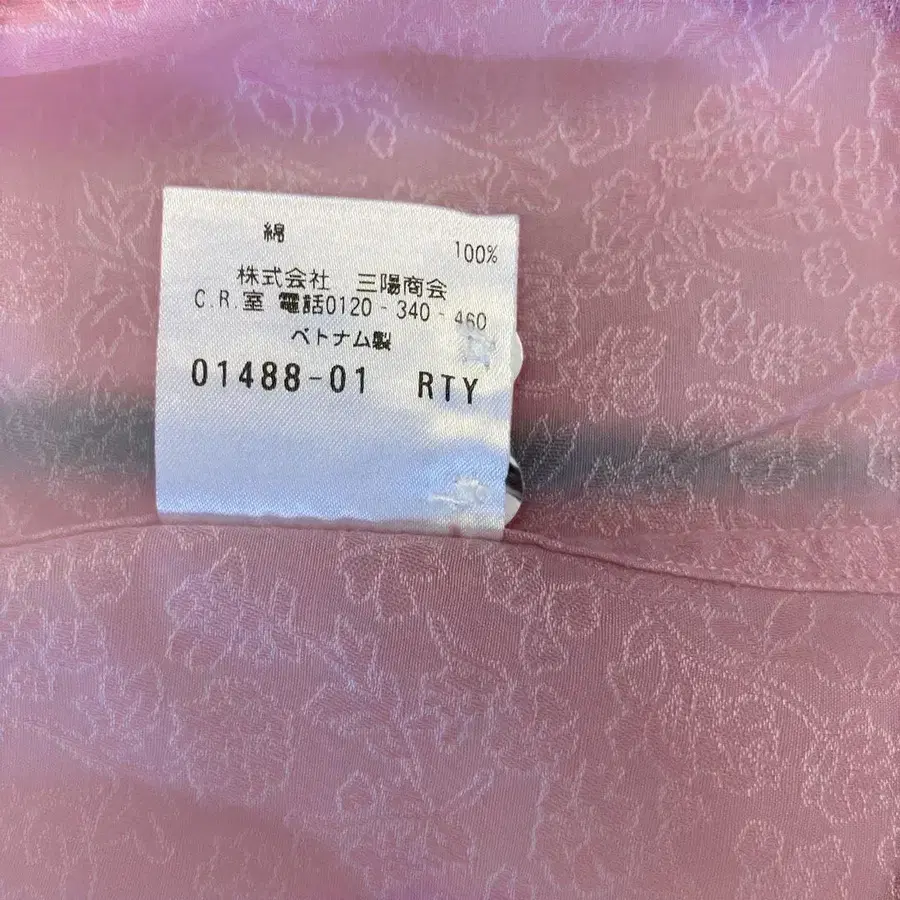 綿 100%
株式会社 三陽商会
C.R.室 電話0120-340-460
ベトナム製
01488-01 RTY